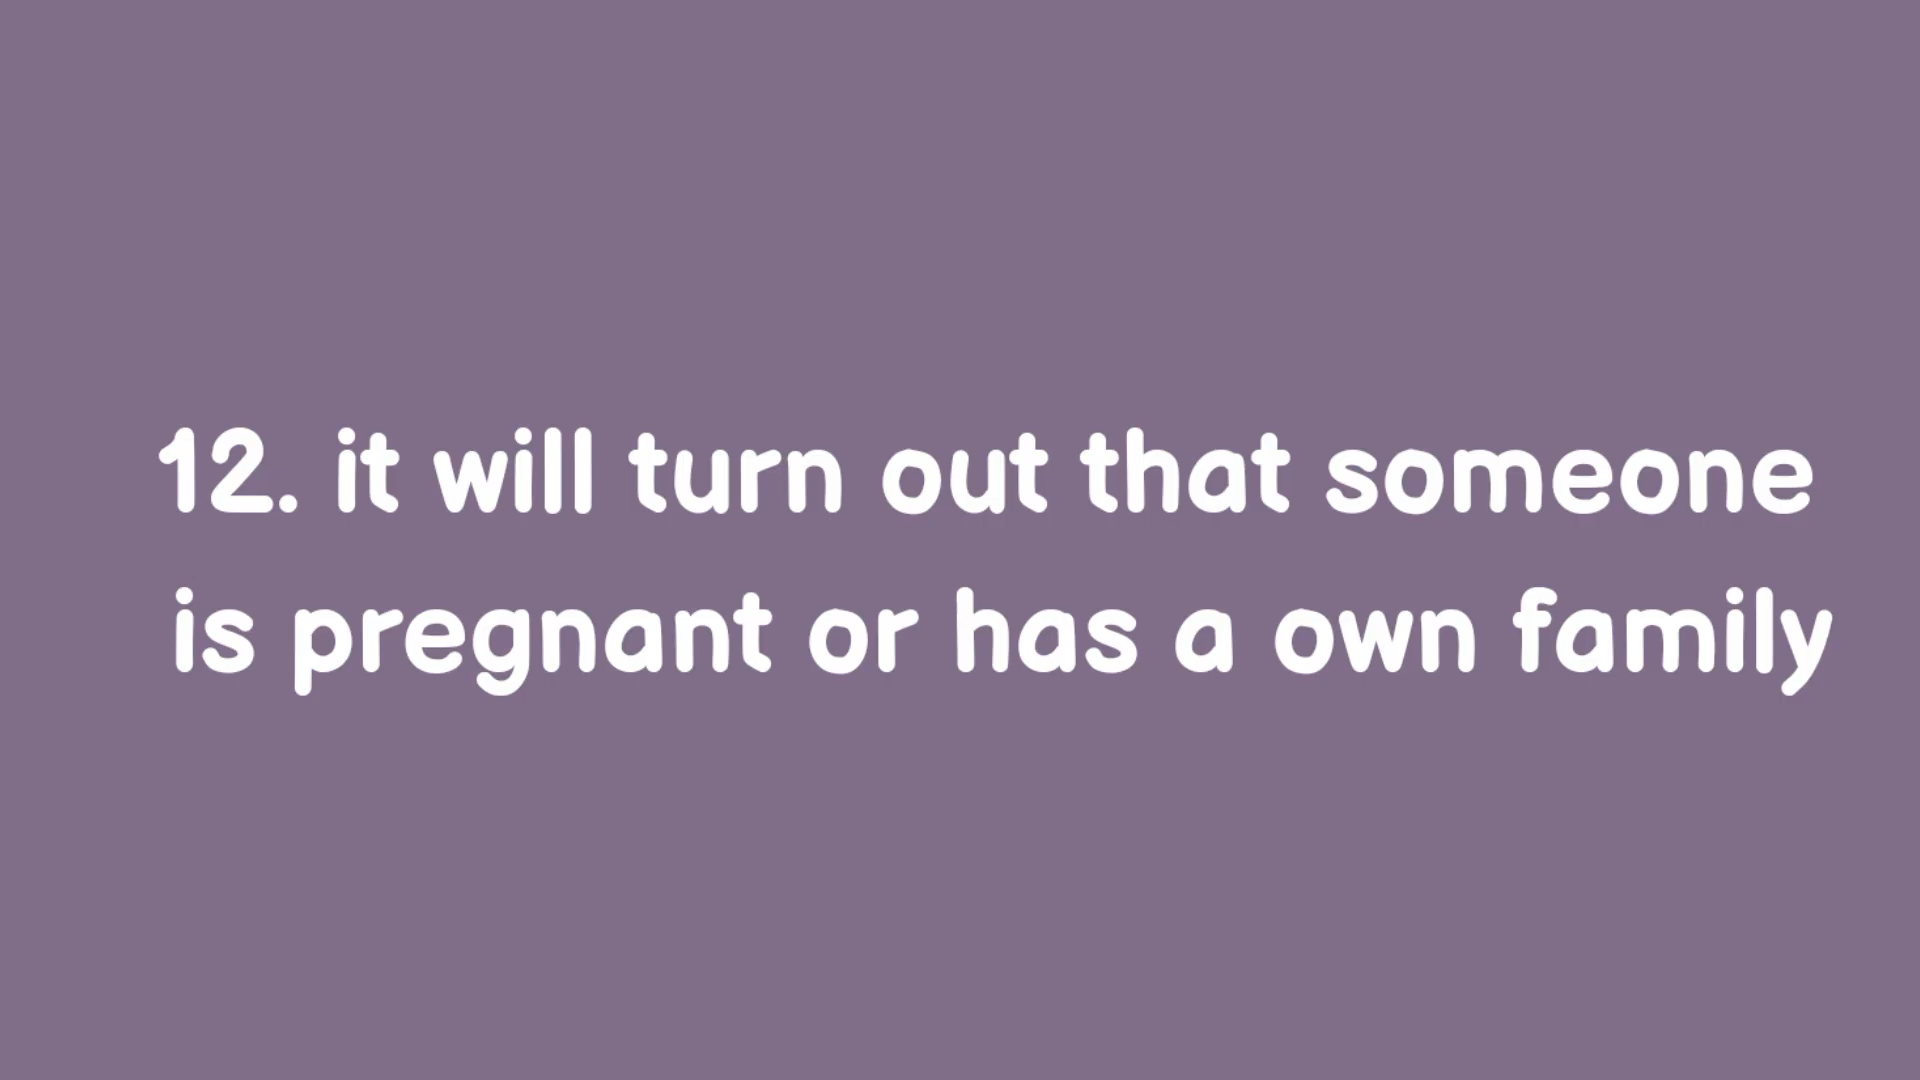 12. it will turn out that someone
is pregnant or has a own family